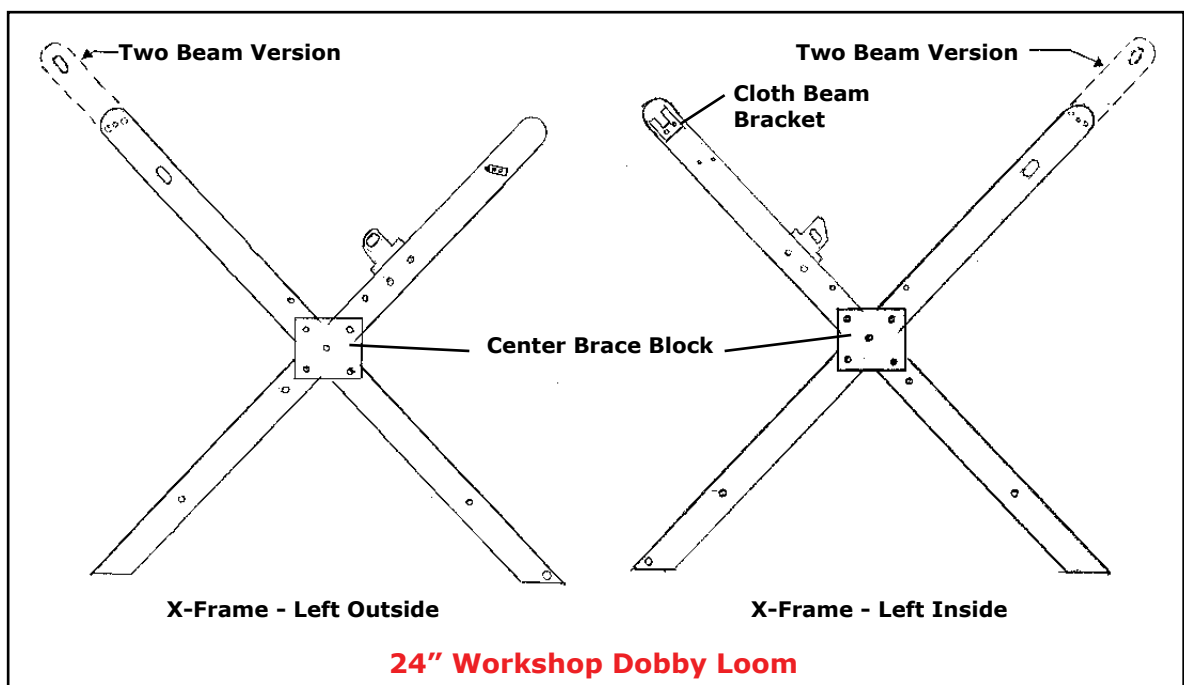 Two Beam Version
Two Beam Version
Cloth Beam
Bracket
Center Brace Block
X-Frame - Left Outside
X-Frame - Left Inside
24” Workshop Dobby Loom